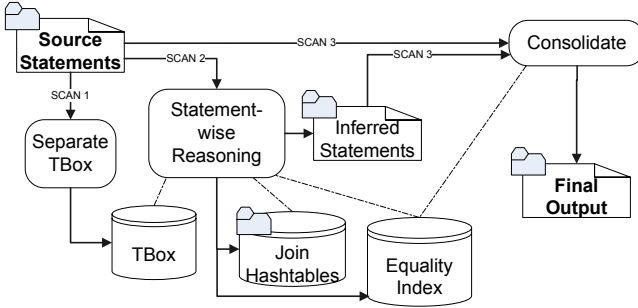 Source
Statements
SCAN 3
Consolidate
SCAN 2
SCAN 3
SCAN 1
Statement-
wise
Reasoning
Separate
TBox
Inferred
Statements
Final
Output
TBox
Join
Hashtables
Equality
Index